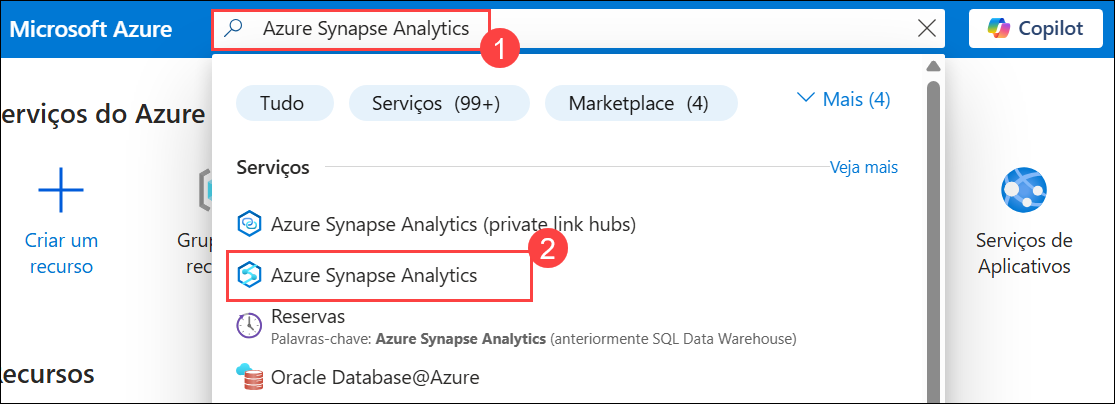 Microsoft Azure
Azure Synapse Analytics
1
Copilot
Tudo
Serviços (99+)
Marketplace (4)
Mais (4)
erviços do Azure
Serviços
Veja mais
Criar um
recurso
Grup
rec
Azure Synapse Analytics (private link hubs)
2
Azure Synapse Analytics
Reservas
Palavras-chave: Azure Synapse Analytics (anteriormente SQL Data Warehouse)
Oracle Database@Azure
Serviços de
Aplicativos
ecursos